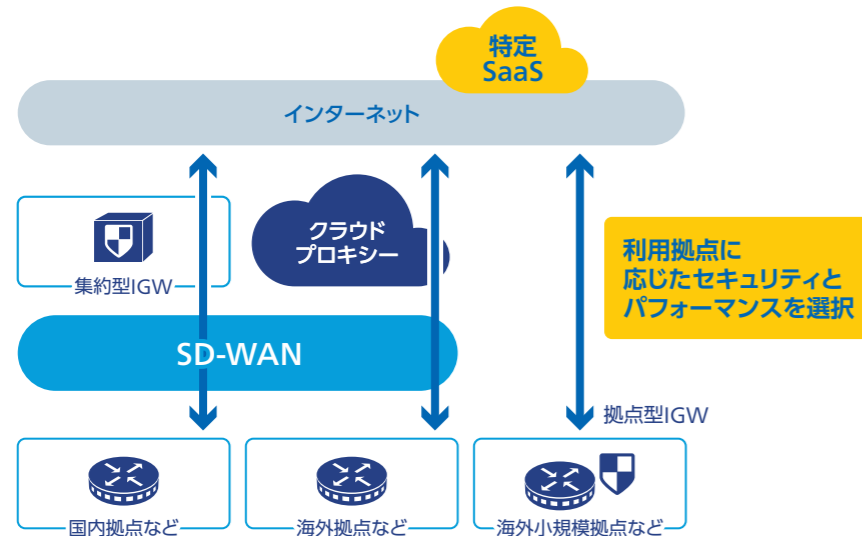 特定
SaaS
インターネット
クラウド
プロキシー
集約型IGW
利用拠点に
応じたセキュリティと
パフォーマンスを選択
SD-WAN
拠点型IGW
国内拠点など
海外拠点など
海外小規模拠点など